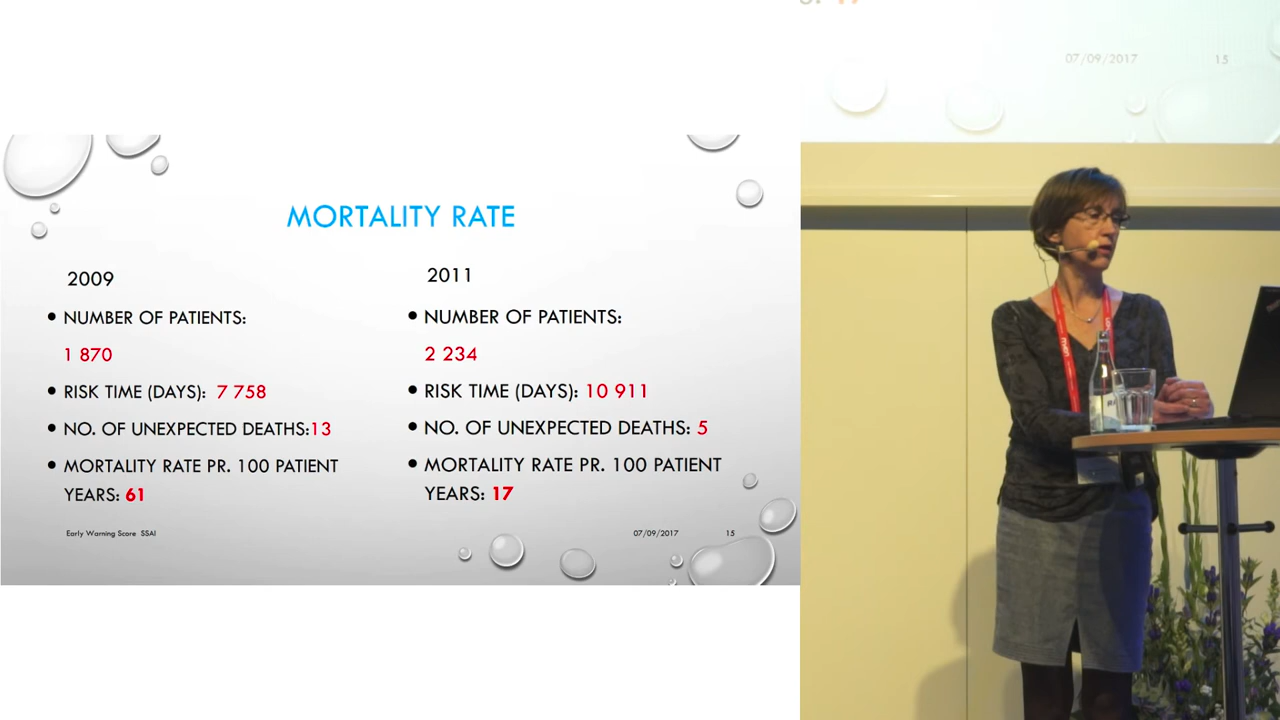 MORTALITY RATE
2009
• NUMBER OF PATIENTS:
1 870
• RISK TIME (DAYS): 7 758
• NO. OF UNEXPECTED DEATHS:13
• MORTALITY RATE PR. 100 PATIENT
YEARS: 61
2011
• NUMBER OF PATIENTS:
2 234
• RISK TIME (DAYS): 10 911
• NO. OF UNEXPECTED DEATHS: 5
• MORTALITY RATE PR. 100 PATIENT
YEARS: 17
Early Warning Score SSAI
07/09/2017
15
07/09/2017
15